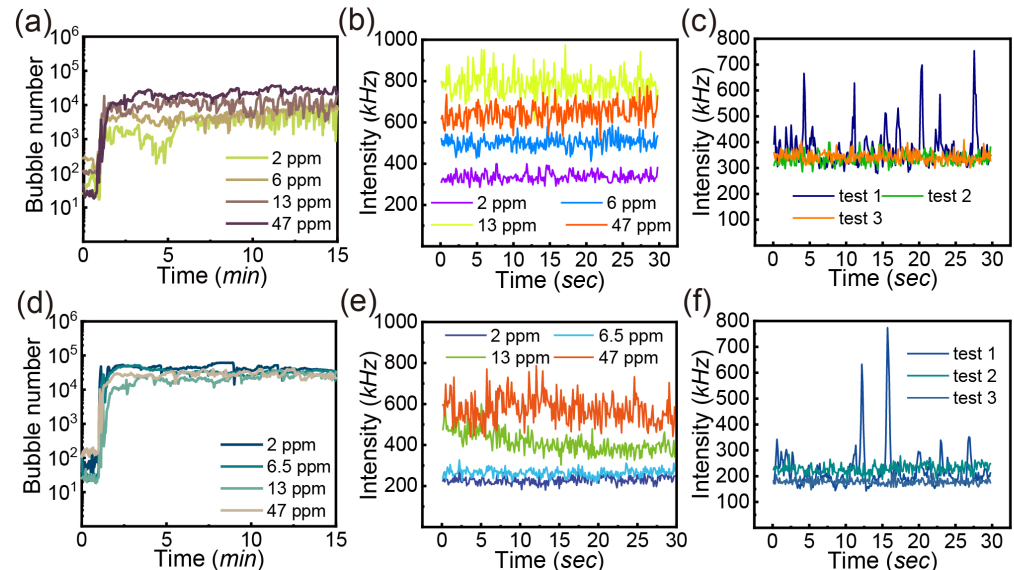 (a)
10^6
10^5
10^4
10^3
10^2
10^1
Bubble number
2 ppm
6 ppm
13 ppm
47 ppm
0 5 10 15
Time (min)
(b)
1000
800
600
400
200
Intensity (kHz)
2 ppm 6 ppm
13 ppm 47 ppm
0 5 10 15 20 25 30
Time (sec)
(c)
800
700
600
500
400
300
200
100
Intensity (kHz)
test 1 test 2
test 3
0 5 10 15 20 25 30
Time (sec)
(d)
10^6
10^5
10^4
10^3
10^2
10^1
Bubble number
2 ppm
6.5 ppm
13 ppm
47 ppm
0 5 10 15
Time (min)
(e)
1000
800
600
400
200
Intensity (kHz)
2 ppm 6.5 ppm
13 ppm 47 ppm
0 5 10 15 20 25 30
Time (sec)
(f)
800
700
600
500
400
300
200
100
Intensity (kHz)
test 1
test 2
test 3
0 5 10 15 20 25 30
Time (sec)